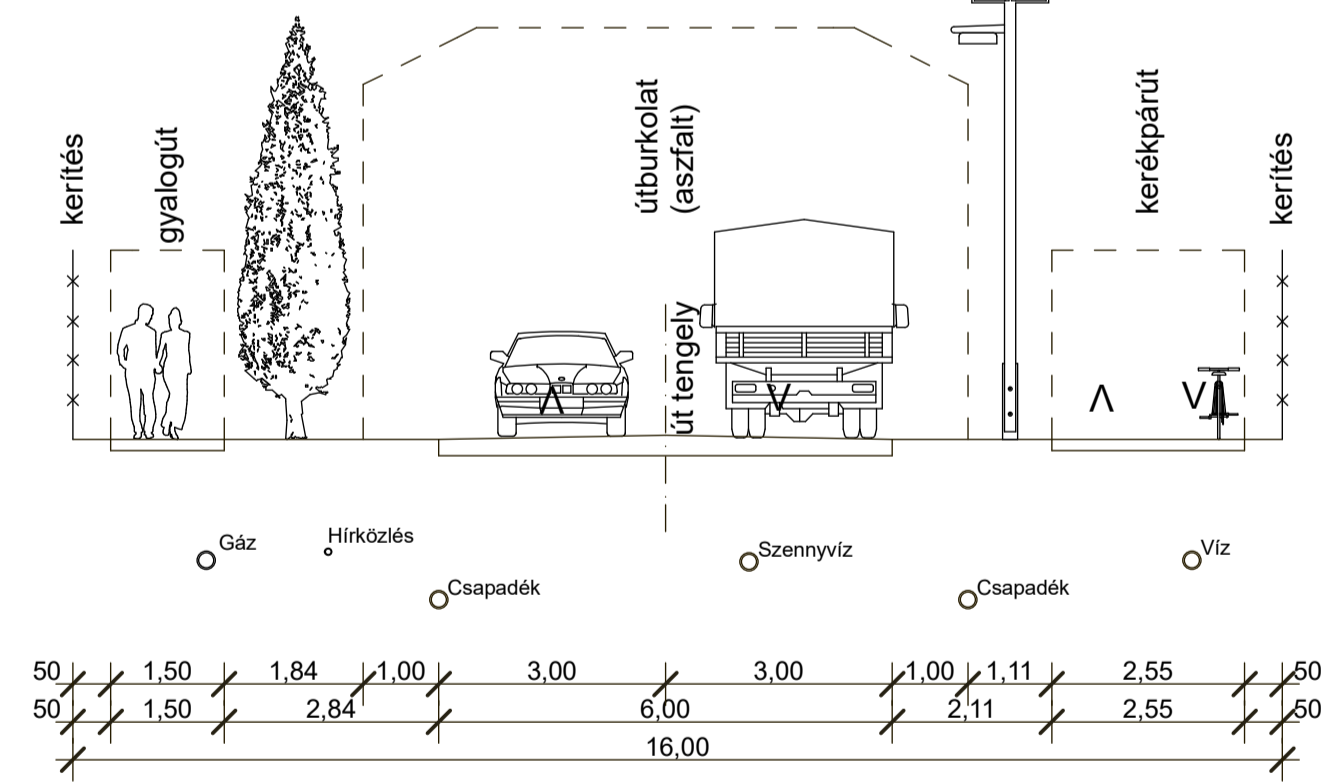 kerítés
gyalogút
útburkolat
(aszfalt)
kerékpárút
kerítés
út tengely
Λ
V
Λ
V
Gáz
Hírközlés
Szennyvíz
Víz
Csapadék
Csapadék
50 1,50 1,84 1,00 3,00 3,00 1,00 1,11 2,55 50
50 1,50 2,84 6,00 2,11 2,55 50
16,00